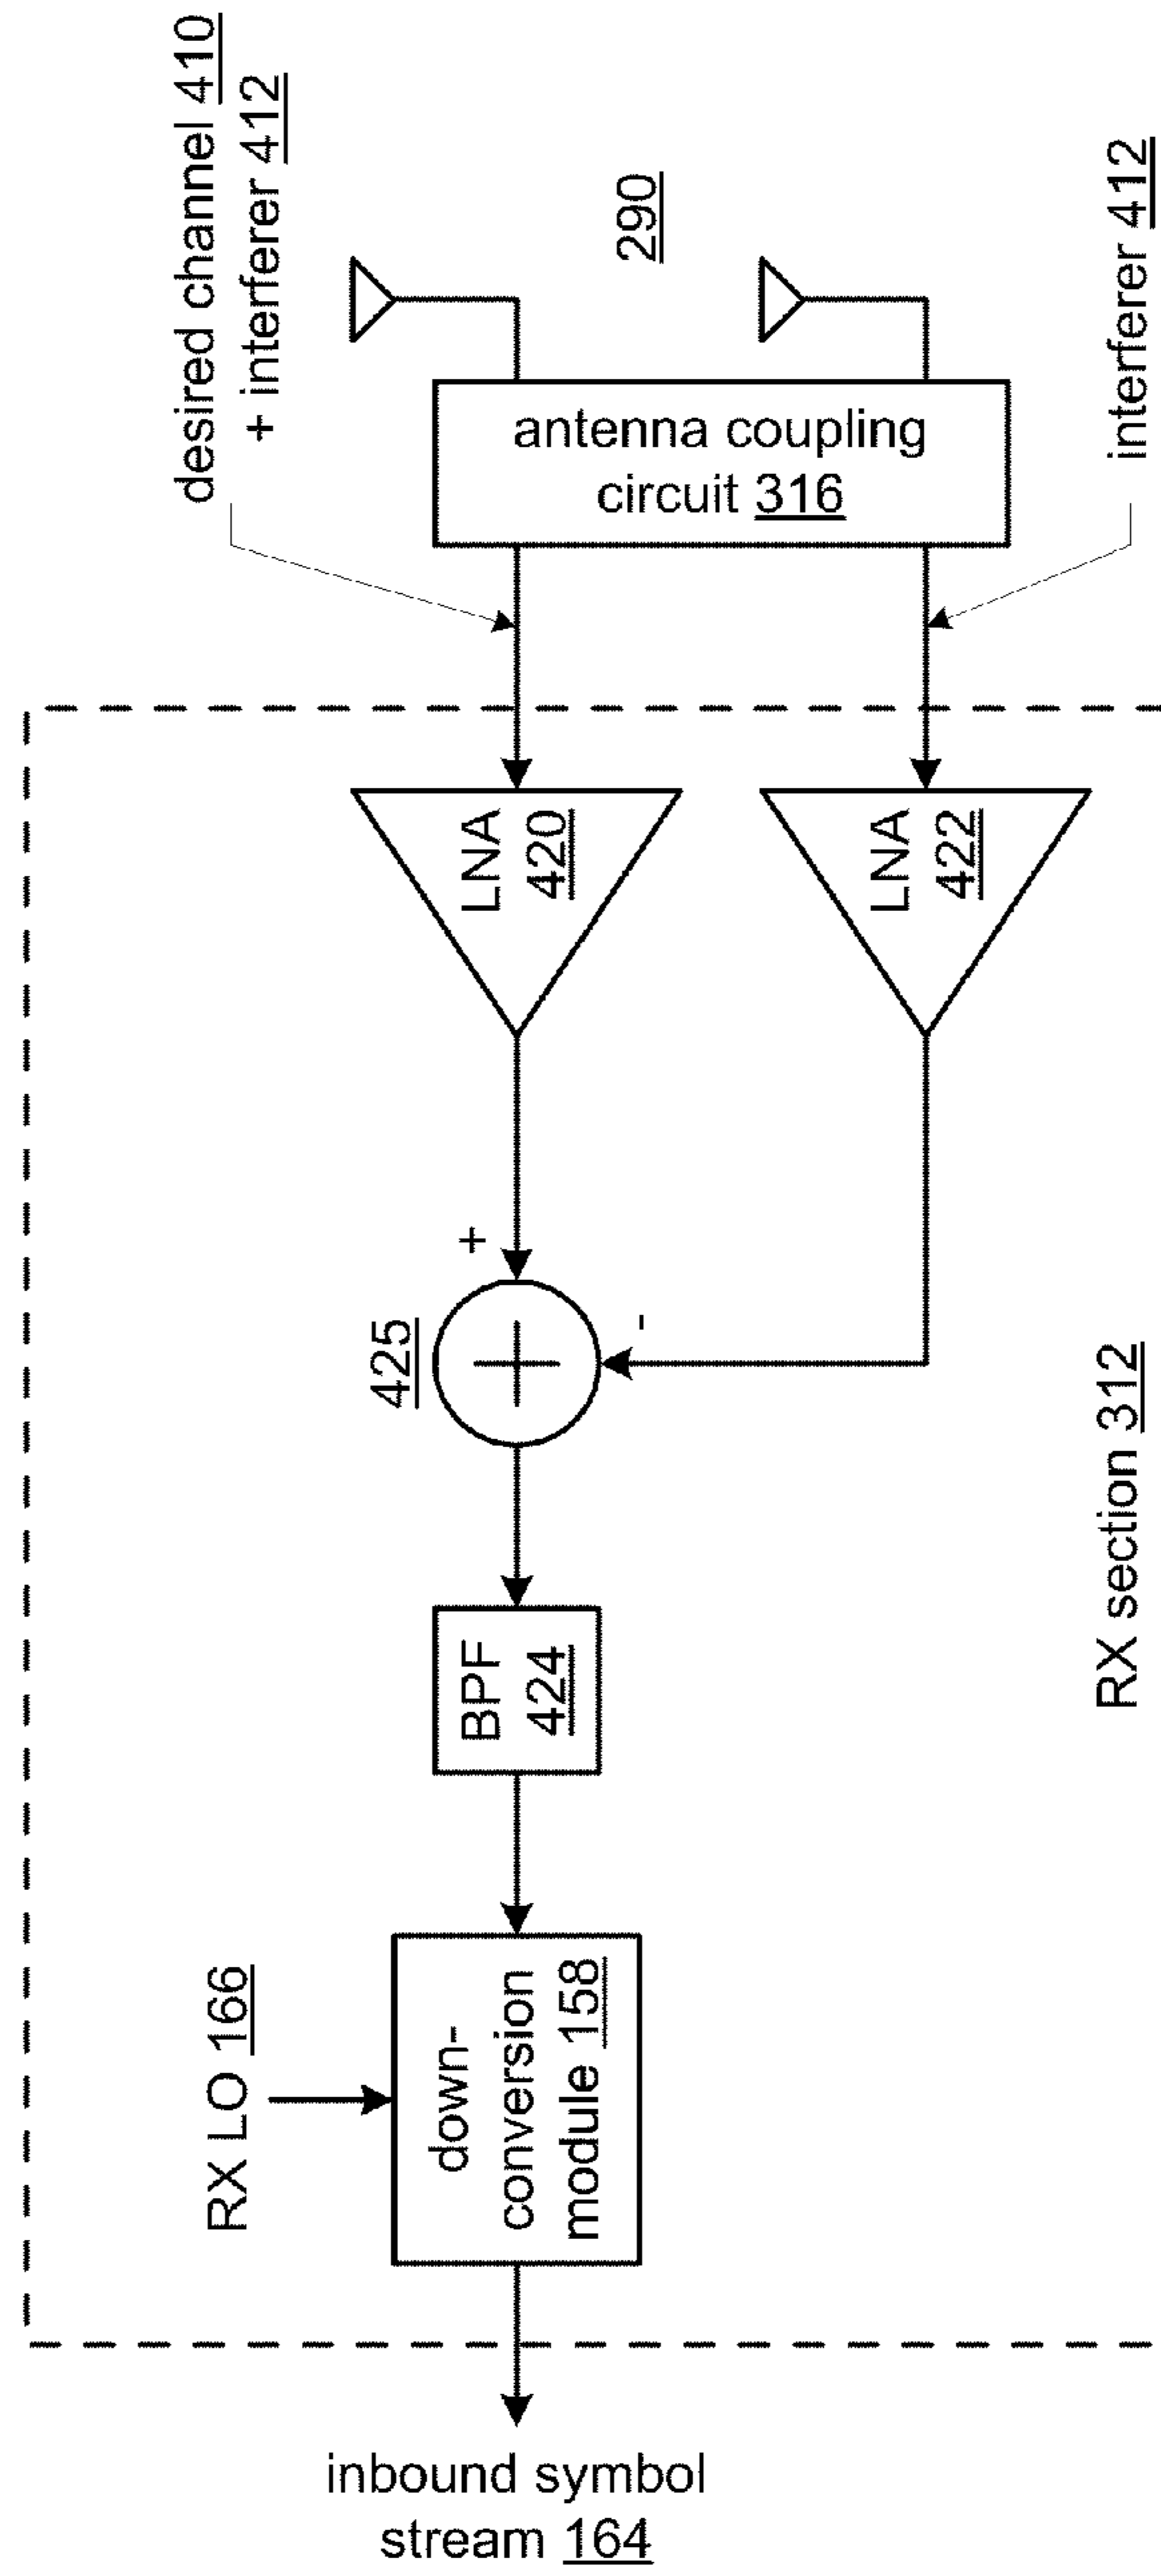 desired channel 410
+ interferer 412
290
antenna coupling
circuit 316
interferer 412
LNA
420
LNA
422
+
-
425
BPF
424
RX section 312
RX LO 166
down-
conversion
module 158
inbound symbol
stream 164